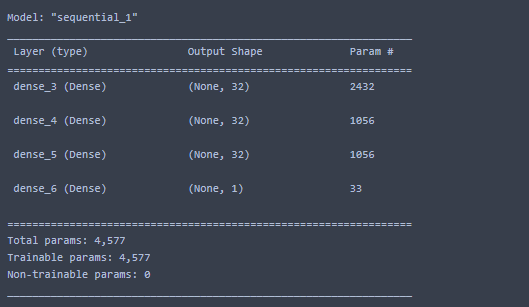 Model: "sequential_1"
_________________________________________________________________
Layer (type) Output Shape Param #
=================================================================
dense_3 (Dense) (None, 32) 2432
dense_4 (Dense) (None, 32) 1056
dense_5 (Dense) (None, 32) 1056
dense_6 (Dense) (None, 1) 33
=================================================================
Total params: 4,577
Trainable params: 4,577
Non-trainable params: 0
_________________________________________________________________